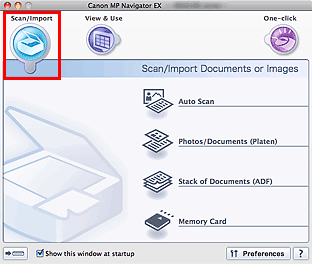 Canon MP Navigator EX
Scan/Import
View & Use
One-click
Scan/Import Documents or Images
Auto Scan
Photos/Documents (Platen)
Stack of Documents (ADF)
Memory Card
Show this window at startup
Preferences
?